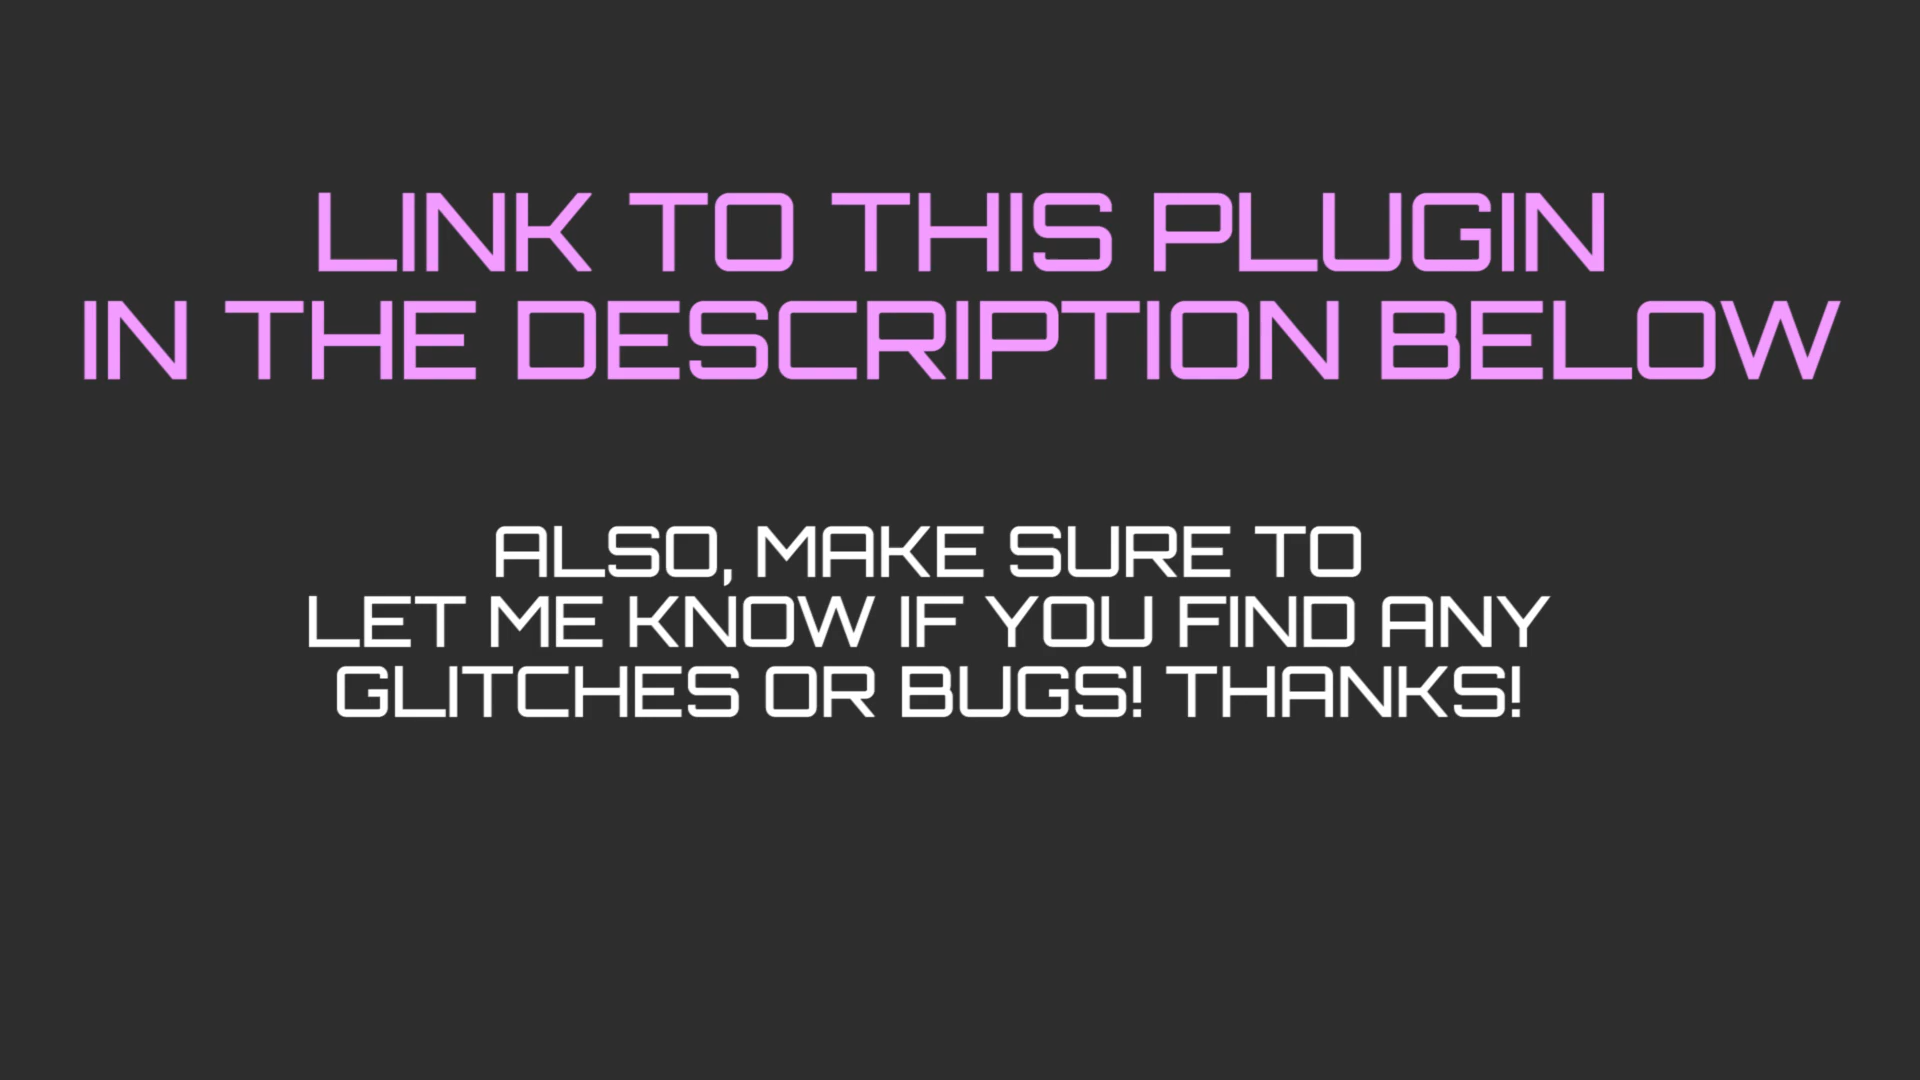 LINK TO THIS PLUGIN
IN THE DESCRIPTION BELOW
ALSO, MAKE SURE TO
LET ME KNOW IF YOU FIND ANY
GLITCHES OR BUGS! THANKS!